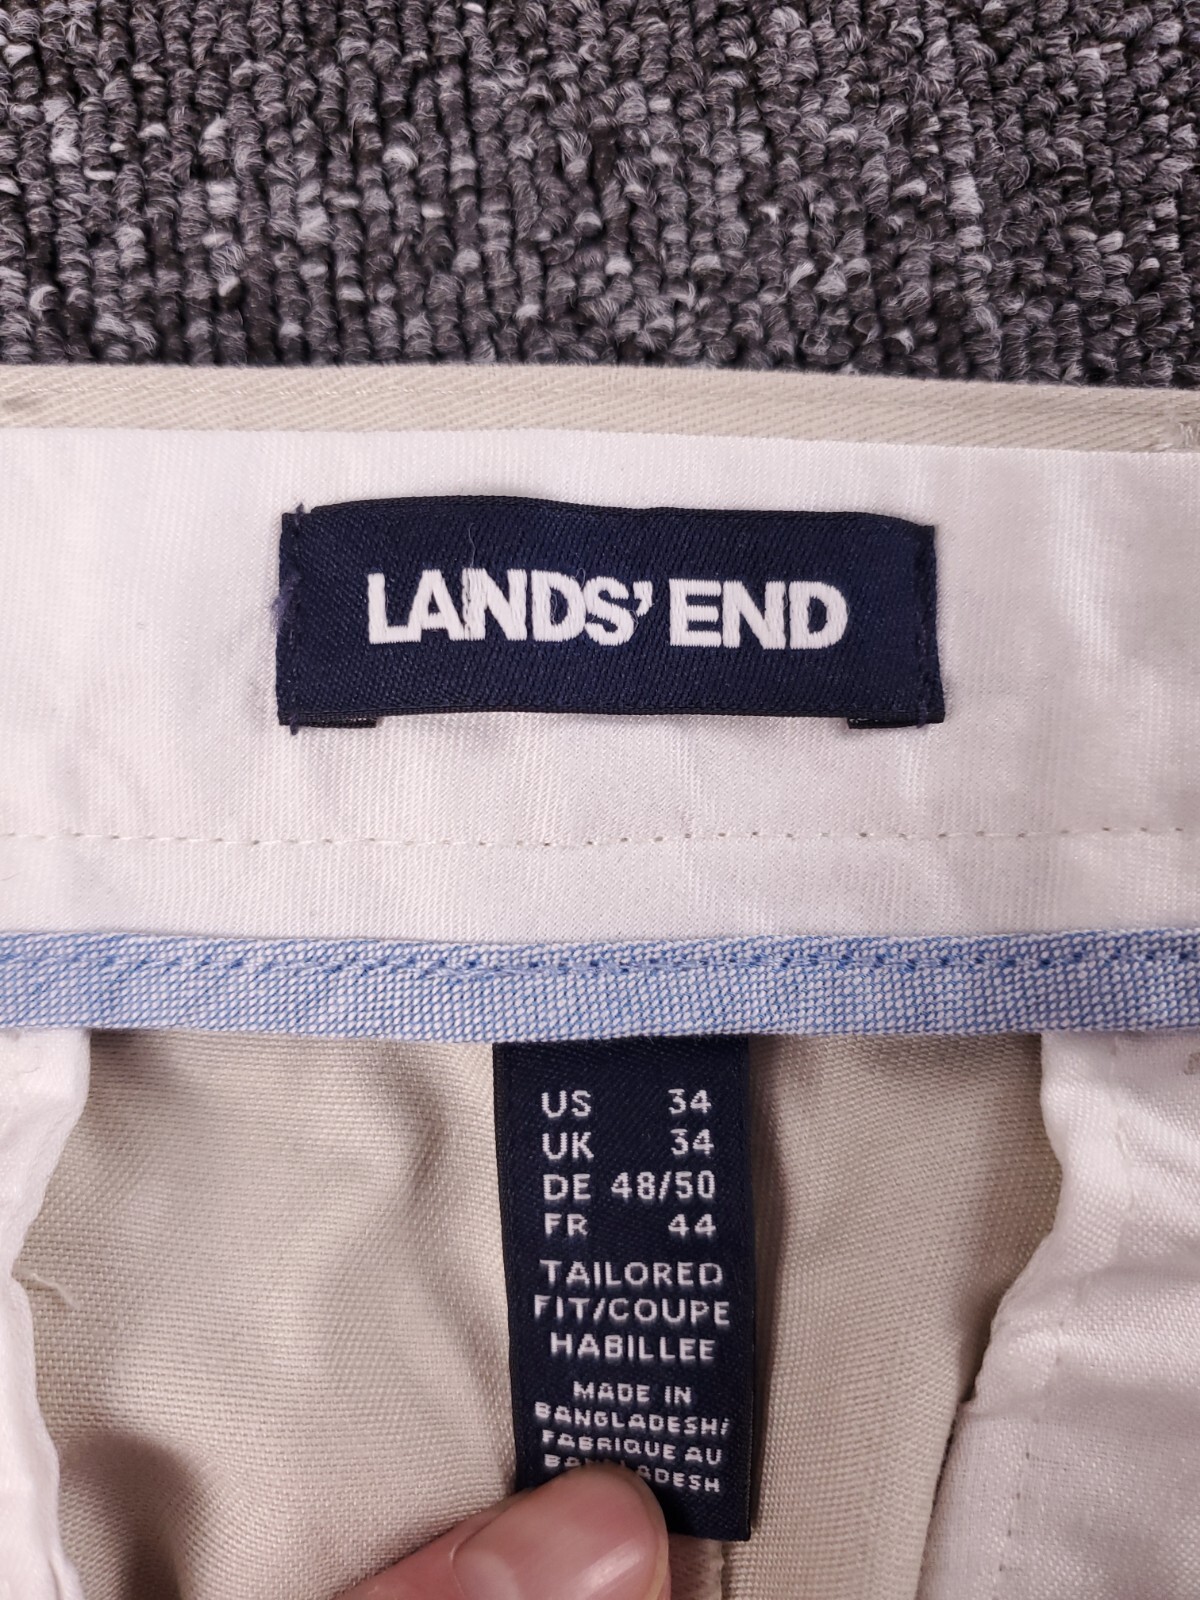 LANDS' END
US 34
UK 34
DE 48/50
FR 44
TAILORED
FIT/COUPE
HABILLEE
MADE IN
BANGLADESH/
FABRIQUE AU
BANGLADESH